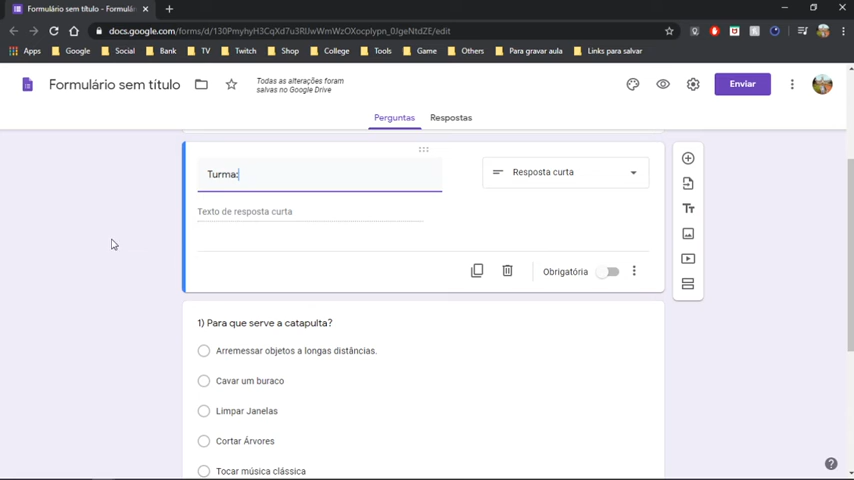 Formulário sem título - Formulár
docs.google.com/forms/d/130PmyhyH3CqXd7u3RUwWmWzOXocpIypn_0JgeNtdZE/edit
Apps Google Social Bank TV Twitch Shop College Tools Game Others Para gravar aula Links para salvar
Formulário sem título
Todas as alterações foram
salvas no Google Drive
Enviar
Perguntas Respostas
Turma:
Resposta curta
Texto de resposta curta
Obrigatória
1) Para que serve a catapulta?
Arremessar objetos a longas distâncias.
Cavar um buraco
Limpar Janelas
Cortar Árvores
Tocar música clássica